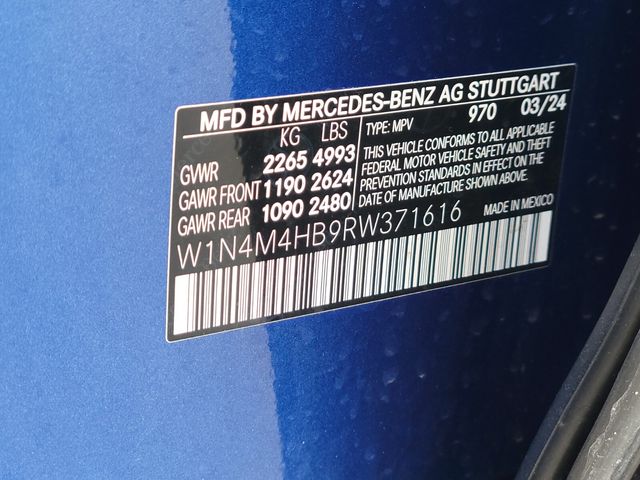 MFD BY MERCEDES-BENZ AG STUTTGART
KG LBS TYPE: MPV 970 03/24
GVWR 2265 4993
GAWR FRONT 1190 2624
GAWR REAR 1090 2480
THIS VEHICLE CONFORMS TO ALL APPLICABLE
FEDERAL MOTOR VEHICLE SAFETY AND THEFT
PREVENTION STANDARDS IN EFFECT ON THE
DATE OF MANUFACTURE SHOWN ABOVE.
W1N4M4HB9RW371616 MADE IN MEXICO